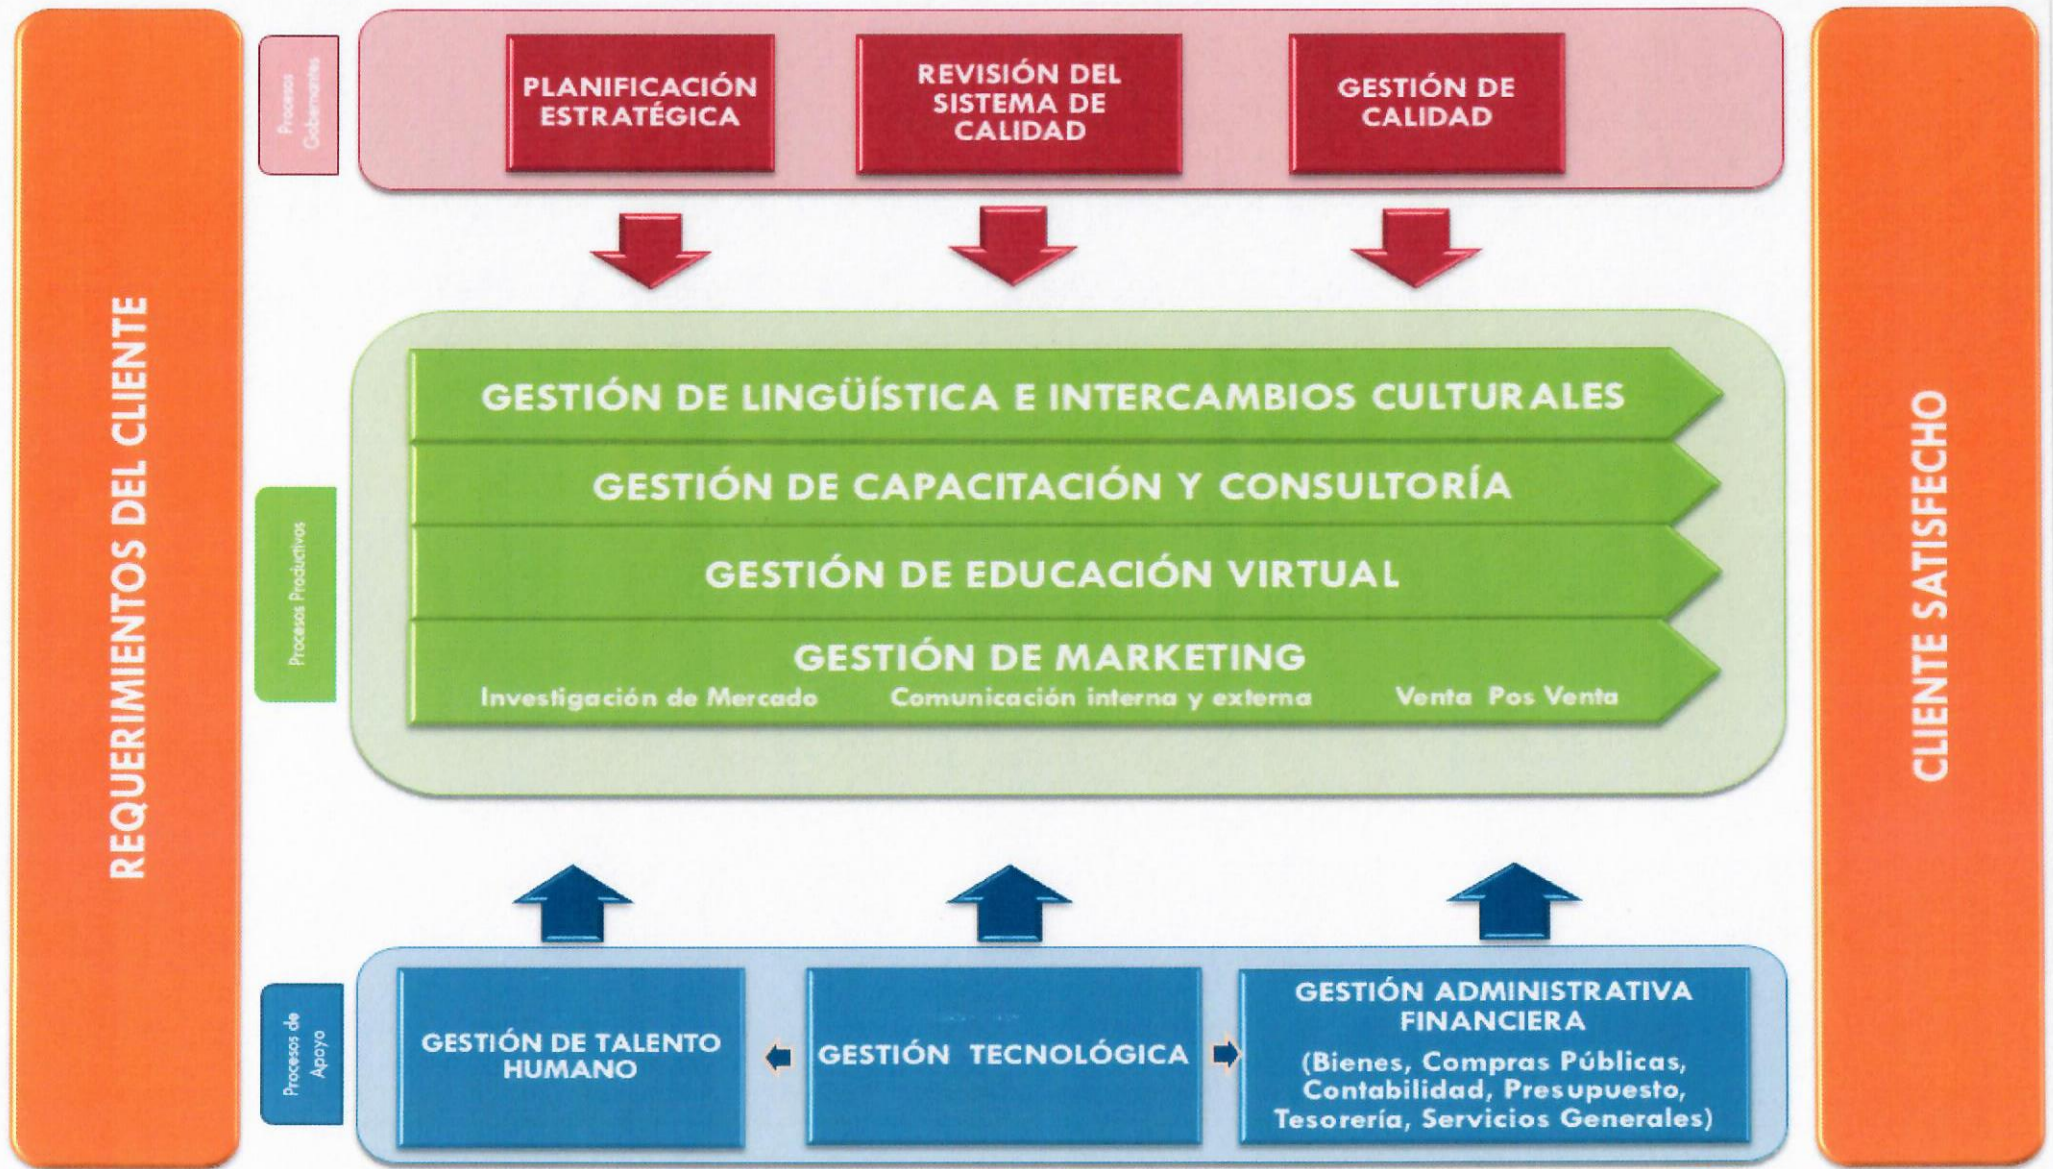 REQUERIMIENTOS DEL CLIENTE
Procesos
Gobernantes
PLANIFICACIÓN
ESTRATÉGICA
REVISIÓN DEL
SISTEMA DE
CALIDAD
GESTIÓN DE
CALIDAD
Procesos Productivos
GESTIÓN DE LINGÜÍSTICA E INTERCAMBIOS CULTURALES
GESTIÓN DE CAPACITACIÓN Y CONSULTORÍA
GESTIÓN DE EDUCACIÓN VIRTUAL
GESTIÓN DE MARKETING
Investigación de Mercado Comunicación interna y externa Venta Pos Venta
Procesos de
Apoyo
GESTIÓN DE TALENTO
HUMANO
GESTIÓN TECNOLÓGICA
GESTIÓN ADMINISTRATIVA
FINANCIERA
(Bienes, Compras Públicas,
Contabilidad, Presupuesto,
Tesorería, Servicios Generales)
CLIENTE SATISFECHO